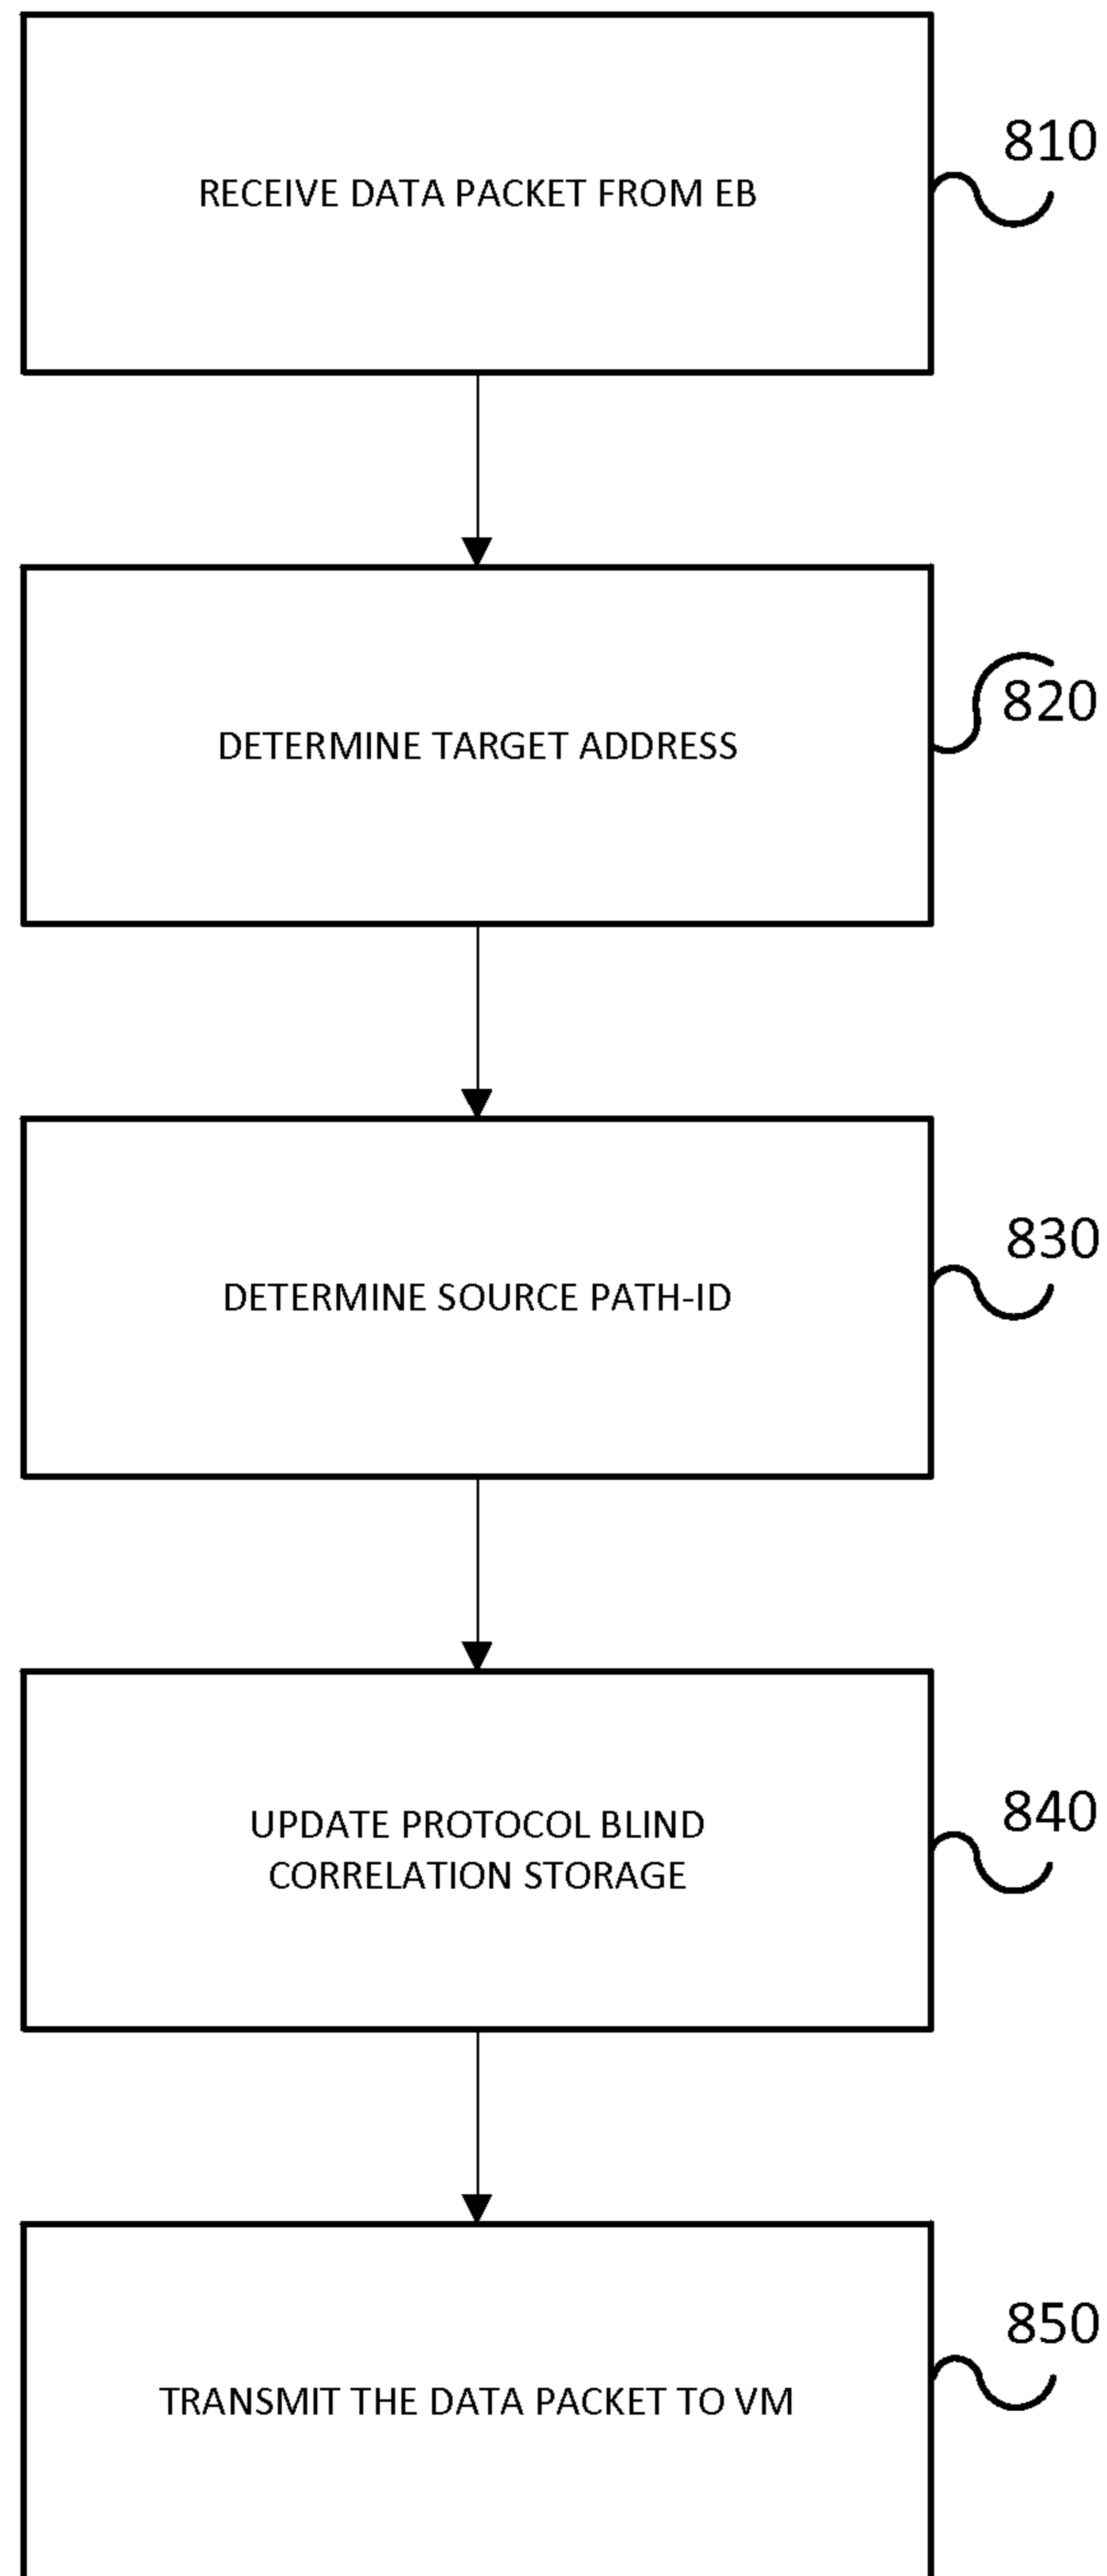 RECEIVE DATA PACKET FROM EB
810
DETERMINE TARGET ADDRESS
820
DETERMINE SOURCE PATH-ID
830
UPDATE PROTOCOL BLIND
CORRELATION STORAGE
840
TRANSMIT THE DATA PACKET TO VM
850